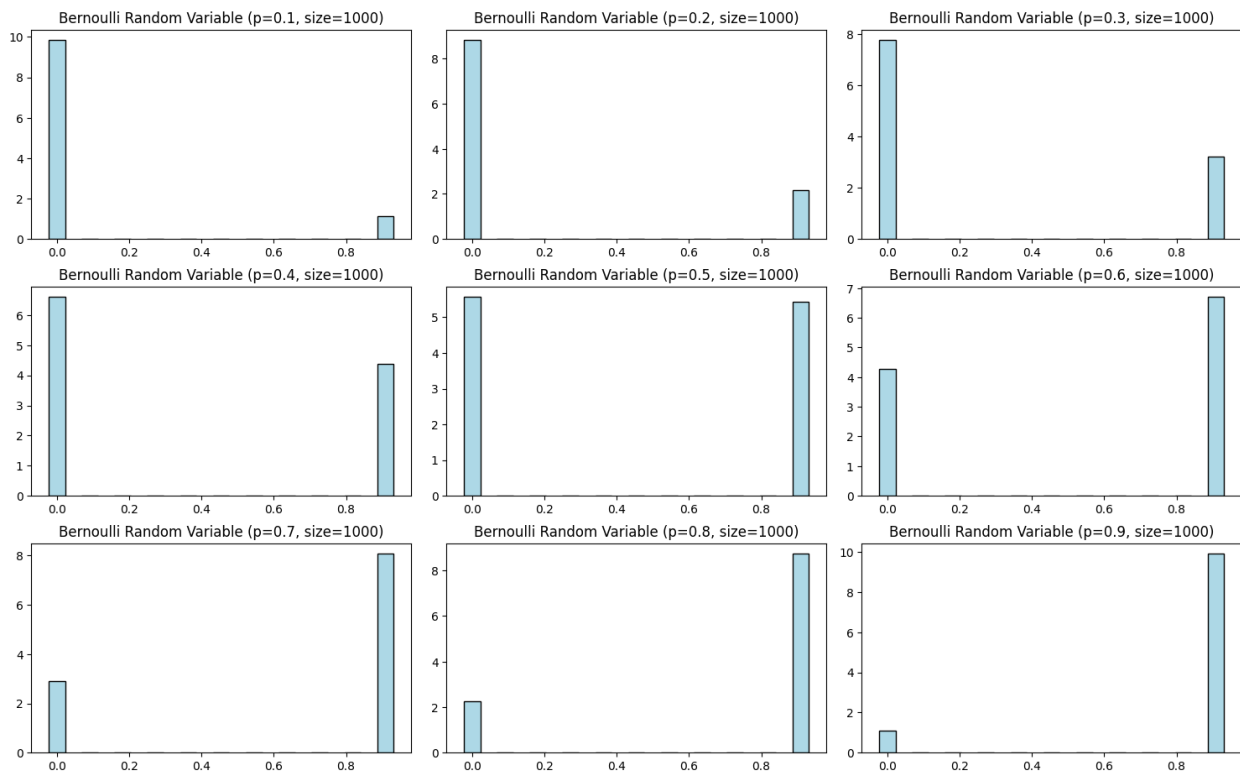 Bernoulli Random Variable (p=0.1, size=1000)
10
8
6
4
2
0
0.0 0.2 0.4 0.6 0.8
Bernoulli Random Variable (p=0.2, size=1000)
8
6
4
2
0
0.0 0.2 0.4 0.6 0.8
Bernoulli Random Variable (p=0.3, size=1000)
8
6
4
2
0
0.0 0.2 0.4 0.6 0.8
Bernoulli Random Variable (p=0.4, size=1000)
6
5
4
3
2
1
0
0.0 0.2 0.4 0.6 0.8
Bernoulli Random Variable (p=0.5, size=1000)
5
4
3
2
1
0
0.0 0.2 0.4 0.6 0.8
Bernoulli Random Variable (p=0.6, size=1000)
7
6
5
4
3
2
1
0
0.0 0.2 0.4 0.6 0.8
Bernoulli Random Variable (p=0.7, size=1000)
8
6
4
2
0
0.0 0.2 0.4 0.6 0.8
Bernoulli Random Variable (p=0.8, size=1000)
8
6
4
2
0
0.0 0.2 0.4 0.6 0.8
Bernoulli Random Variable (p=0.9, size=1000)
10
8
6
4
2
0
0.0 0.2 0.4 0.6 0.8